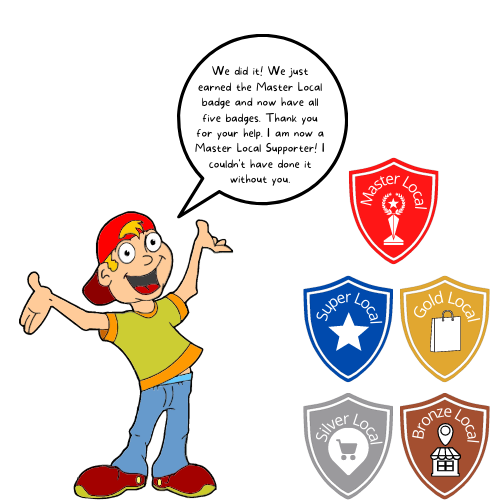 We did it! We just
earned the Master Local
badge and now have all
five badges. Thank you
for your help. I am now a
Master Local Supporter! I
couldn't have done it
without you.
Master Local
Super Local
Gold Local
Silver Local
Bronze Local